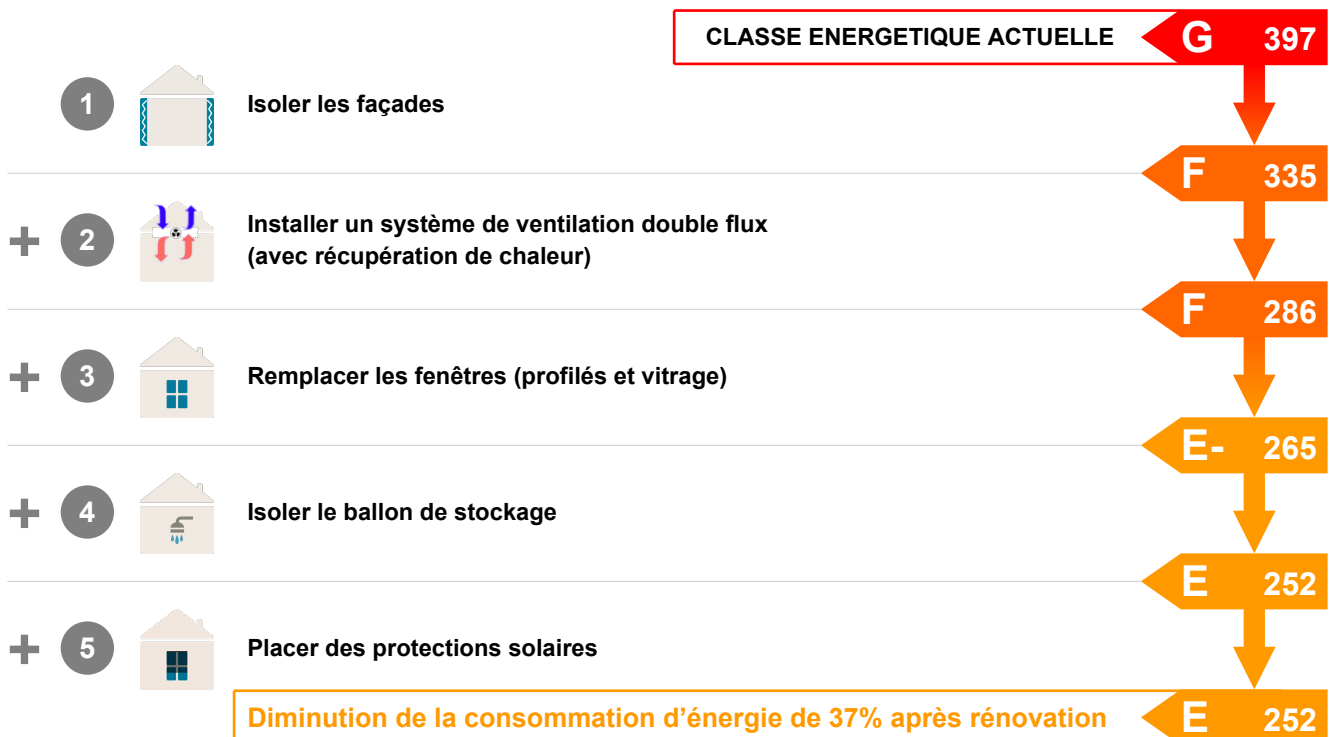 CLASSE ENERGETIQUE ACTUELLE G 397
1 Isoler les façades
F 335
+ 2 Installer un système de ventilation double flux
(avec récupération de chaleur)
F 286
+ 3 Remplacer les fenêtres (profilés et vitrage)
E- 265
+ 4 Isoler le ballon de stockage
E 252
+ 5 Placer des protections solaires
Diminution de la consommation d’énergie de 37% après rénovation E 252